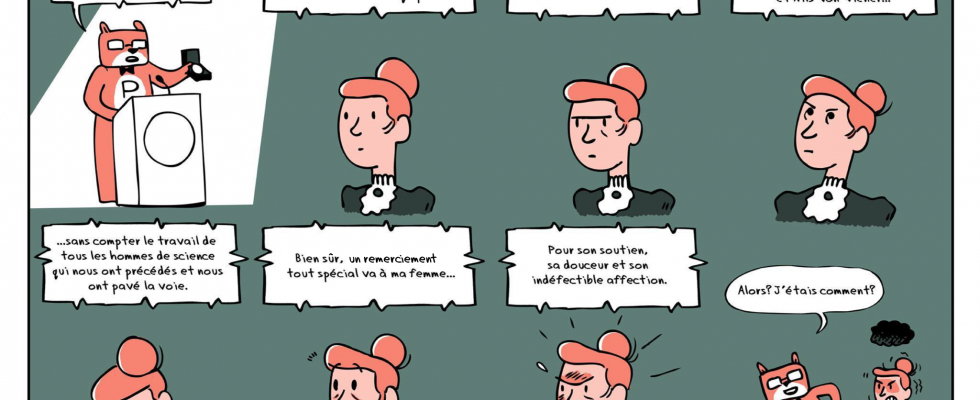 P
...sans compter le travail de
tous les hommes de science
qui nous ont précédés et nous
ont pavé la voie.
Bien sûr, un remerciement
tout spécial va à ma femme...
Pour son soutien,
sa douceur et son
indéfectible affection.
Alors? J'étais comment?